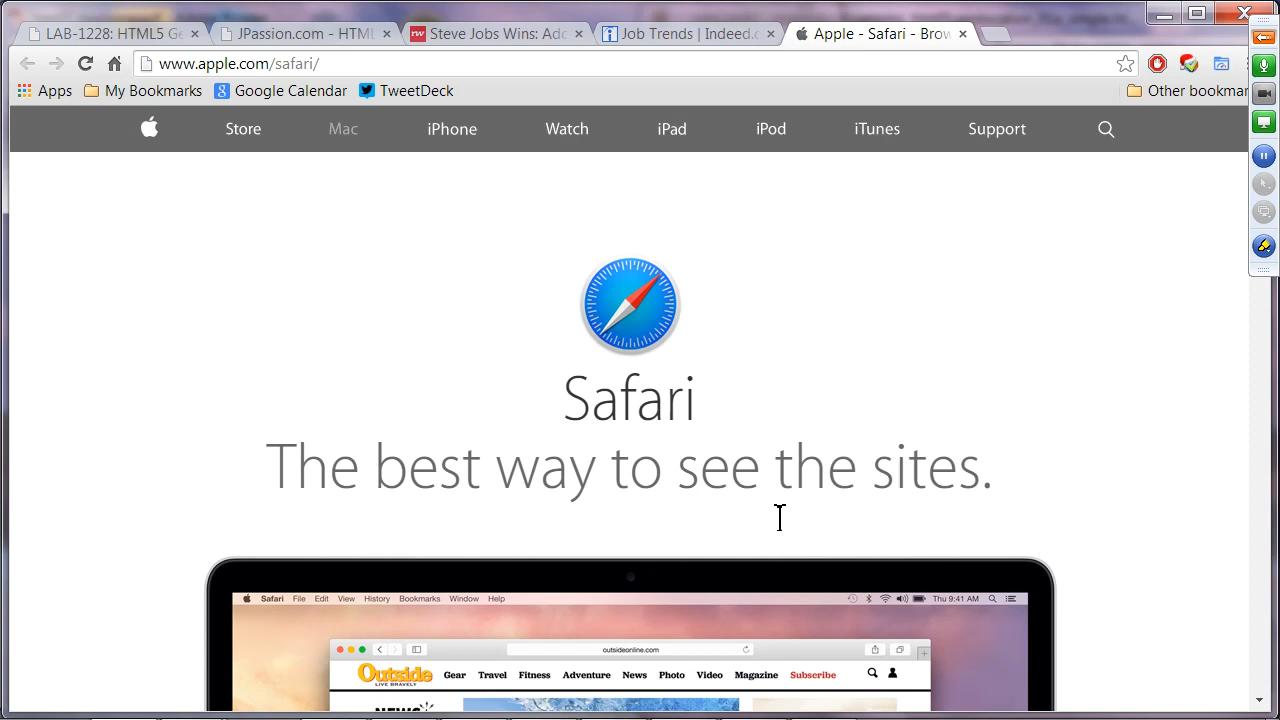 LAB-1228: HTML5 Ge
JPassion.com - HTML
Steve Jobs Wins: A
Job Trends | Indeed.c
Apple - Safari - Brow
www.apple.com/safari/
Apps
My Bookmarks
Google Calendar
TweetDeck
Other bookmar
Store
Mac
iPhone
Watch
iPad
iPod
iTunes
Support
Safari
The best way to see the sites.
Safari File Edit View History Bookmarks Window Help
Thu 9:41 AM
outsideonline.com
Outside
LIVE BRAVELY
Gear Travel Fitness Adventure News Photo Video Magazine Subscribe
NEWS